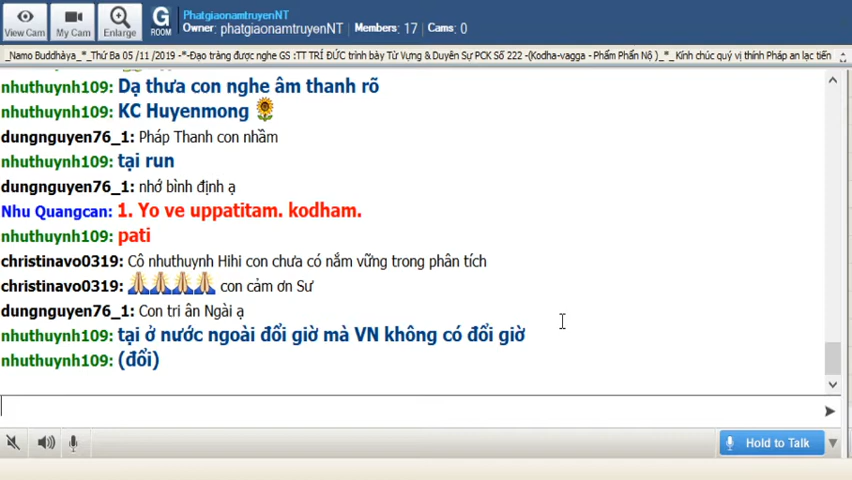 View Cam
My Cam
Enlarge
G
ROOM
PhatgiaonamtruyenNT
Owner: phatgiaonamtruyenNT | Members: 17 | Cams: 0
_Namo Buddhàya_*_Thứ Ba 05 /11 /2019 -*-Đạo tràng được nghe GS :TT TRÍ ĐỨC trình bày Từ Vựng & Duyên Sự PCK Số 222 -(Kodha-vagga - Phẩm Phẫn Nộ )_*_ Kính chúc quý vị thính Pháp an lạc tiến
nhuthuynh109: Dạ thưa con nghe âm thanh rõ
nhuthuynh109: KC Huyenmong
dungnguyen76_1: Pháp Thanh con nhầm
nhuthuynh109: tại run
dungnguyen76_1: nhớ bình định ạ
Nhu Quangcan: 1. Yo ve uppatitam. kodham.
nhuthuynh109: pati
christinavo0319: Cô nhuthuynh Hihi con chưa có nắm vững trong phân tích
christinavo0319: con cảm ơn Sư
dungnguyen76_1: Con tri ân Ngài ạ
nhuthuynh109: tại ở nước ngoài đổi giờ mà VN không có đổi giờ
nhuthuynh109: (đổi)
Hold to Talk